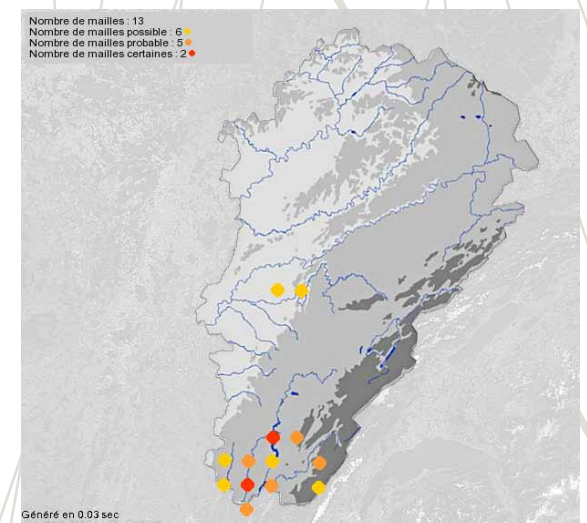 Nombre de mailles : 13
Nombre de mailles possible : 6
Nombre de mailles probable : 5
Nombre de mailles certaines : 2
Généré en 0.03 sec